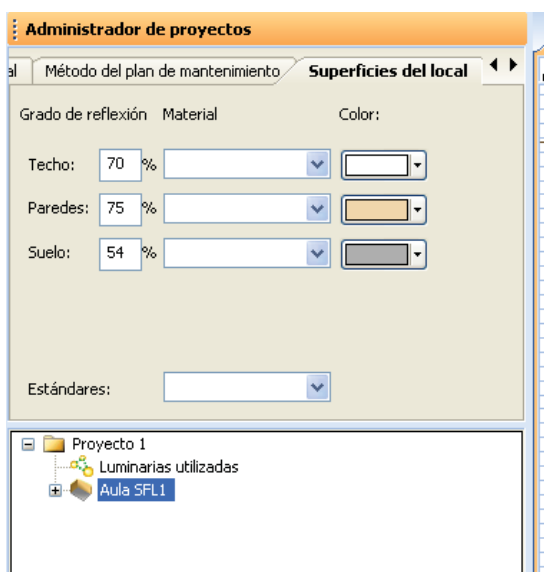 Administrador de proyectos
al Método del plan de mantenimiento Superficies del local
Grado de reflexión Material Color:
Techo: 70 %
Paredes: 75 %
Suelo: 54 %
Estándares:
Proyecto 1
Luminarias utilizadas
Aula SFL1